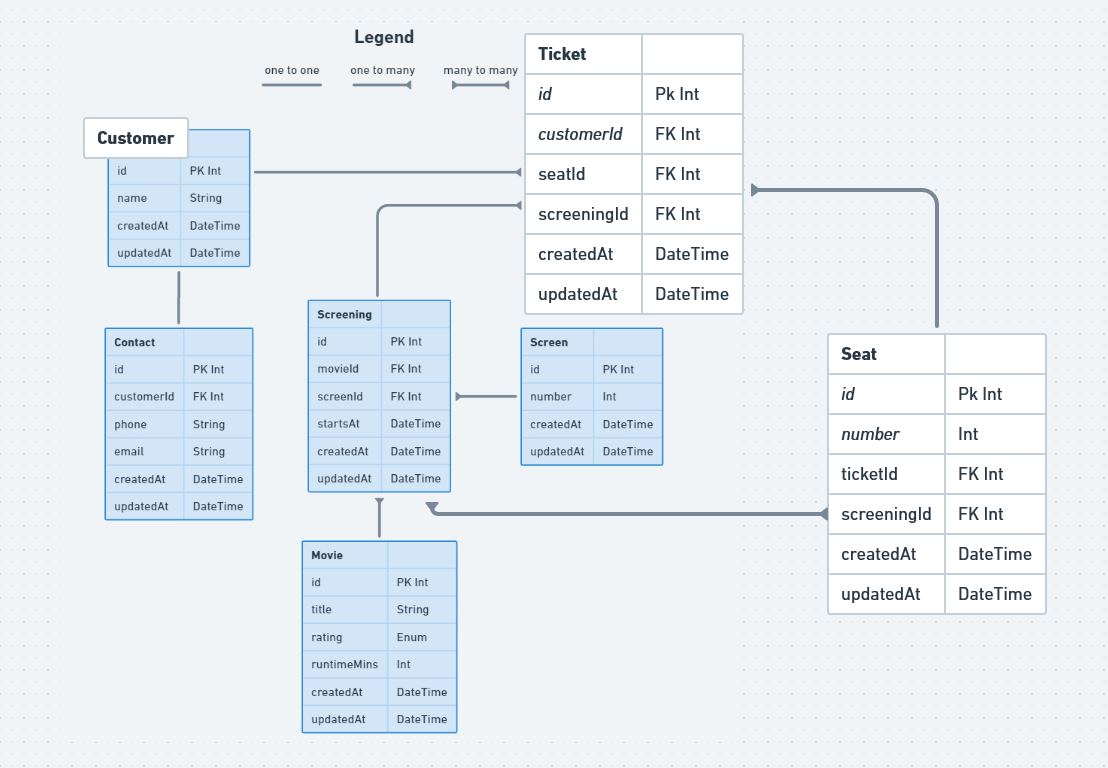 Legend
one to one one to many many to many
Ticket
id Pk Int
customerId FK Int
seatId FK Int
screeningId FK Int
createdAt DateTime
updatedAt DateTime
Customer
id PK Int
name String
createdAt DateTime
updatedAt DateTime
Contact
id PK Int
customerId FK Int
phone String
email String
createdAt DateTime
updatedAt DateTime
Screening
id PK Int
movieId FK Int
screenId FK Int
startsAt DateTime
createdAt DateTime
updatedAt DateTime
Screen
id PK Int
number Int
createdAt DateTime
updatedAt DateTime
Seat
id Pk Int
number Int
ticketId FK Int
screeningId FK Int
createdAt DateTime
updatedAt DateTime
Movie
id PK Int
title String
rating Enum
runtimeMins Int
createdAt DateTime
updatedAt DateTime